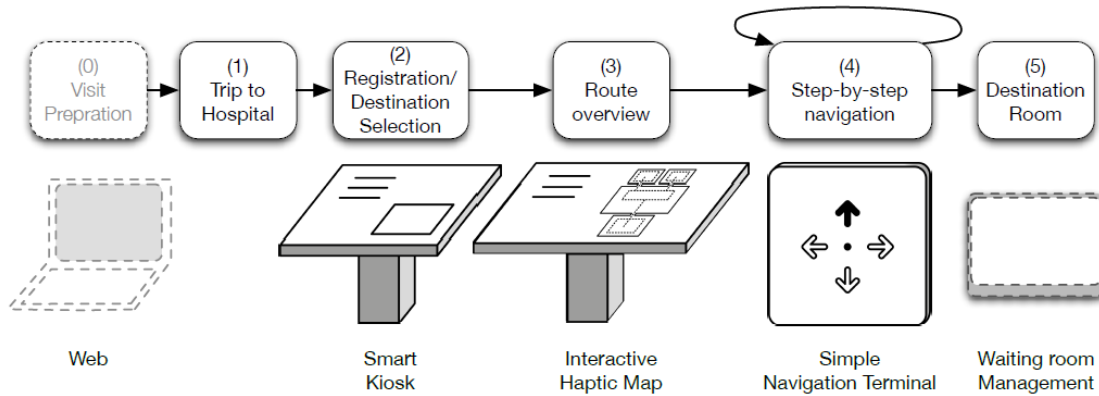 (0)
Visit
Prepration
(1)
Trip to
Hospital
(2)
Registration/
Destination
Selection
(3)
Route
overview
(4)
Step-by-step
navigation
(5)
Destination
Room
Web
Smart
Kiosk
Interactive
Haptic Map
Simple
Navigation Terminal
Waiting room
Management